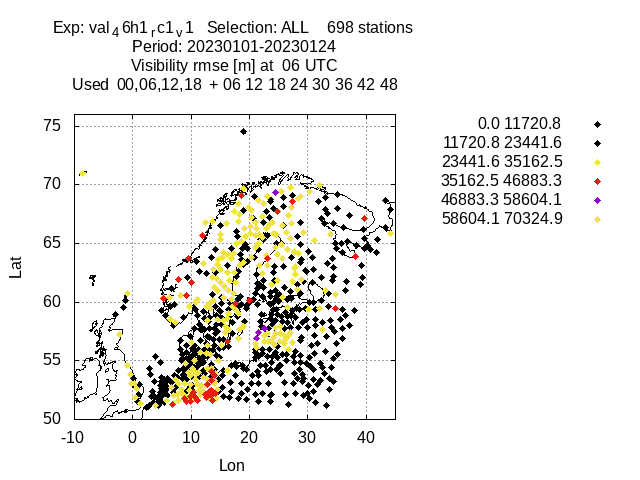 Exp: val46h1rc1v1 Selection: ALL 698 stations
Period: 20230101-20230124
Visibility rmse [m] at 06 UTC
Used 00,06,12,18 + 06 12 18 24 30 36 42 48
0.0 11720.8
11720.8 23441.6
23441.6 35162.5
35162.5 46883.3
46883.3 58604.1
58604.1 70324.9
75
70
65
60
55
50
Lat
-10 0 10 20 30 40
Lon